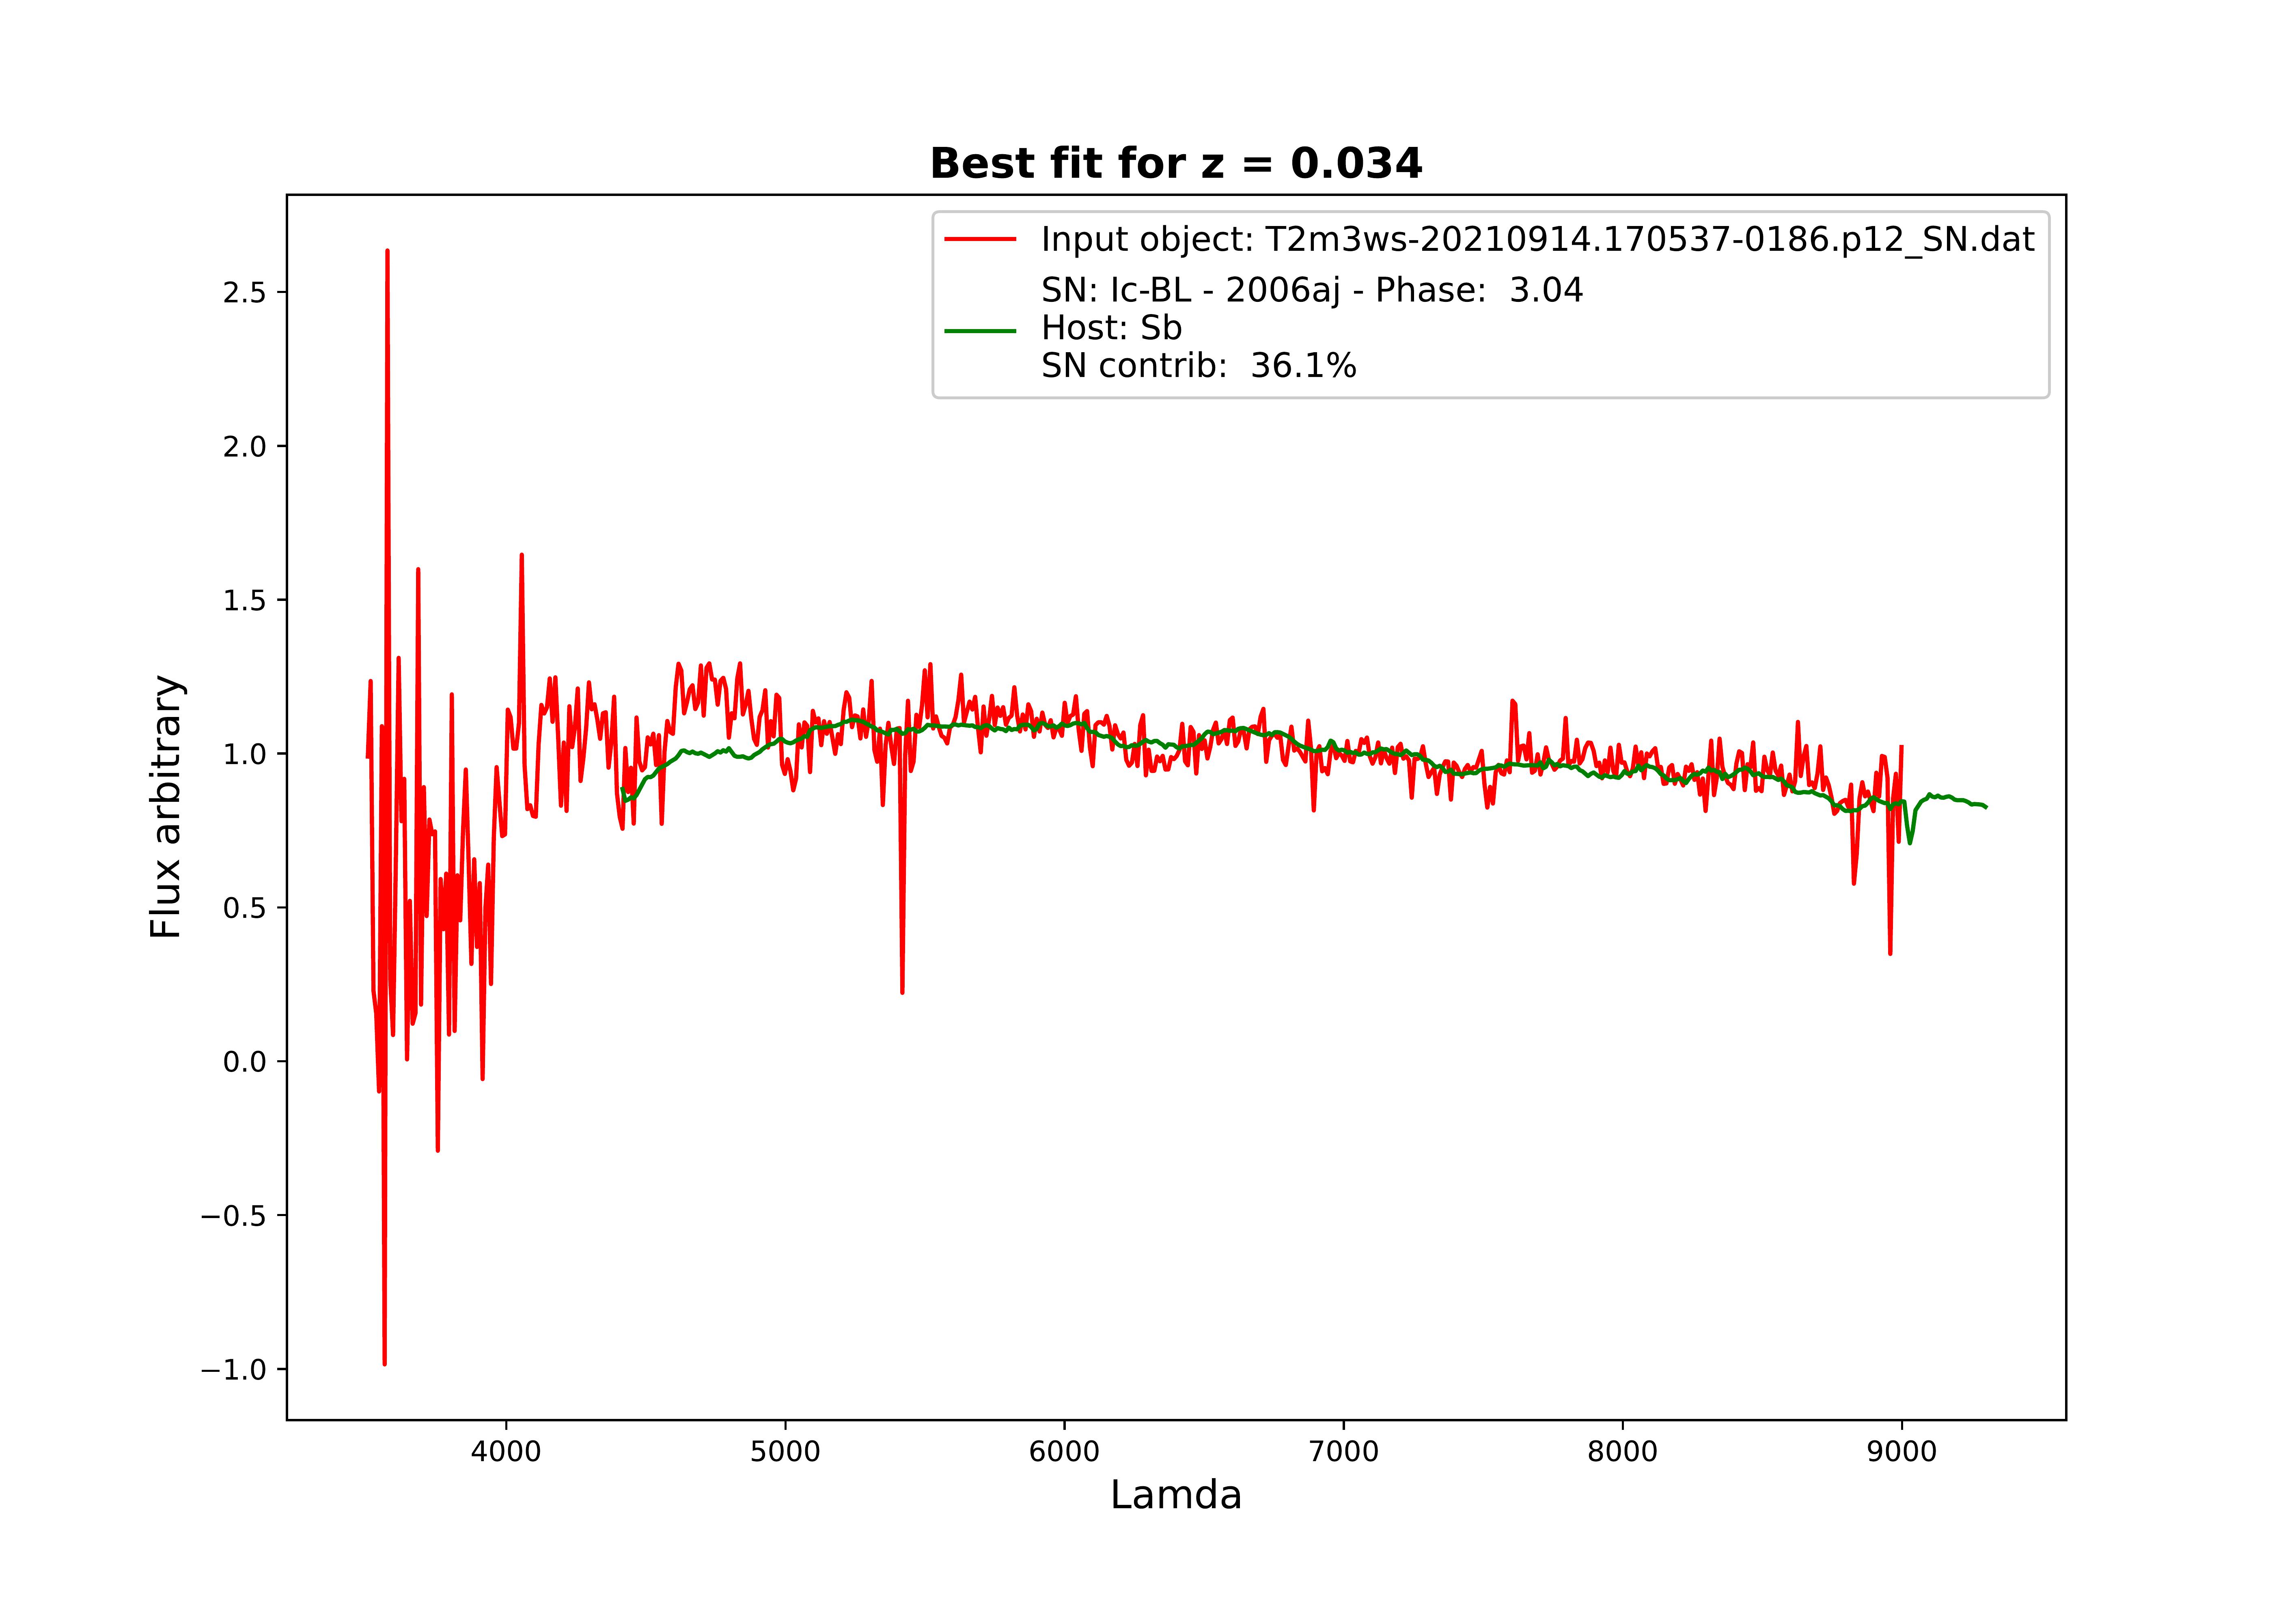 Best fit for z = 0.034
Input object: T2m3ws-20210914.170537-0186.p12_SN.dat
SN: Ic-BL - 2006aj - Phase:  3.04
Host: Sb
SN contrib:  36.1%
Flux arbitrary
2.5
2.0
1.5
1.0
0.5
0.0
−0.5
−1.0
4000 5000 6000 7000 8000 9000
Lamda